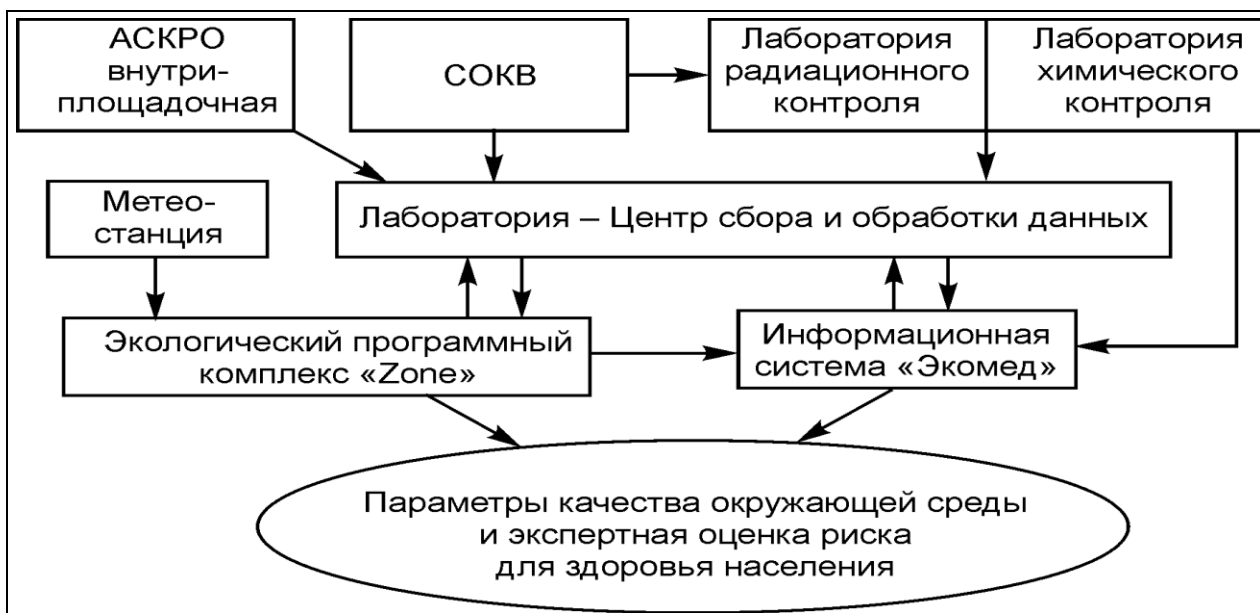 АСКРО
внутри-
площадочная
СОКВ
Лаборатория
радиационного
контроля
Лаборатория
химического
контроля
Метео-
станция
Лаборатория – Центр сбора и обработки данных
Экологический программный
комплекс «Zone»
Информационная
система «Экомед»
Параметры качества окружающей среды
и экспертная оценка риска
для здоровья населения